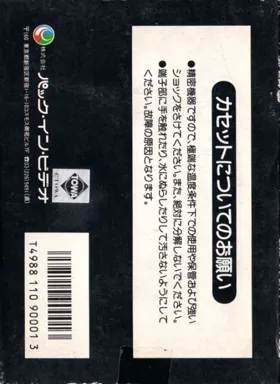 カセットについてのお願い
●精密機器ですので、極端な温度条件下での使用や保管および強い
ショックをさけてください。また、絶対に分解しないでください。
●端子部に手を触れたり、水にぬらしたりして汚さないようにして
ください。故障の原因となります。
TOWA
株式会社
パック・イン・ビデオ
T4988 110 90001 3